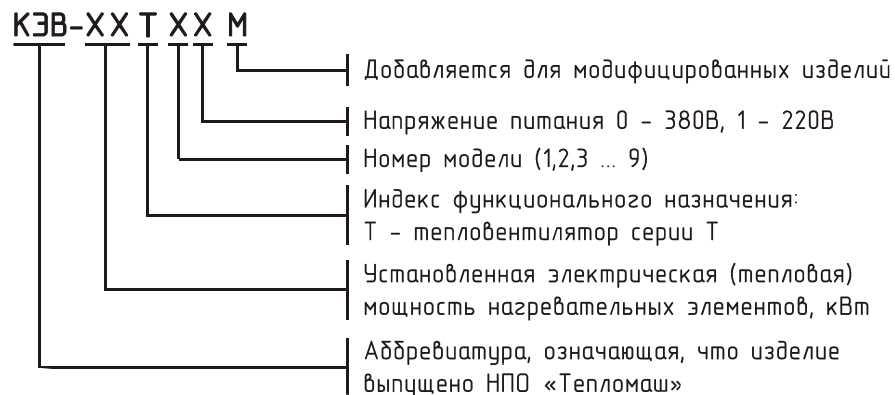 КЭВ-ХХ Т ХХ М
Добавляется для модифицированных изделий
Напряжение питания 0 – 380В, 1 – 220В
Номер модели (1,2,3 ... 9)
Индекс функционального назначения:
Т – тепловентилятор серии Т
Установленная электрическая (тепловая)
мощность нагревательных элементов, кВт
Аббревиатура, означающая, что изделие
выпущено НПО «Тепломаш»